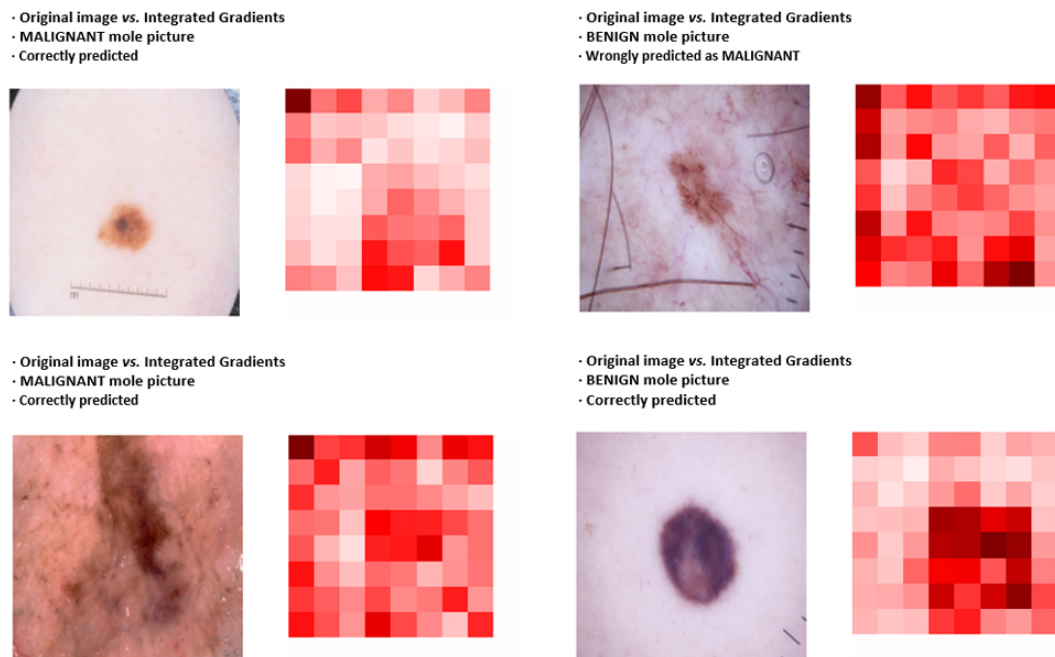 · Original image vs. Integrated Gradients
· MALIGNANT mole picture
· Correctly predicted
· Original image vs. Integrated Gradients
· BENIGN mole picture
· Wrongly predicted as MALIGNANT
· Original image vs. Integrated Gradients
· MALIGNANT mole picture
· Correctly predicted
· Original image vs. Integrated Gradients
· BENIGN mole picture
· Correctly predicted